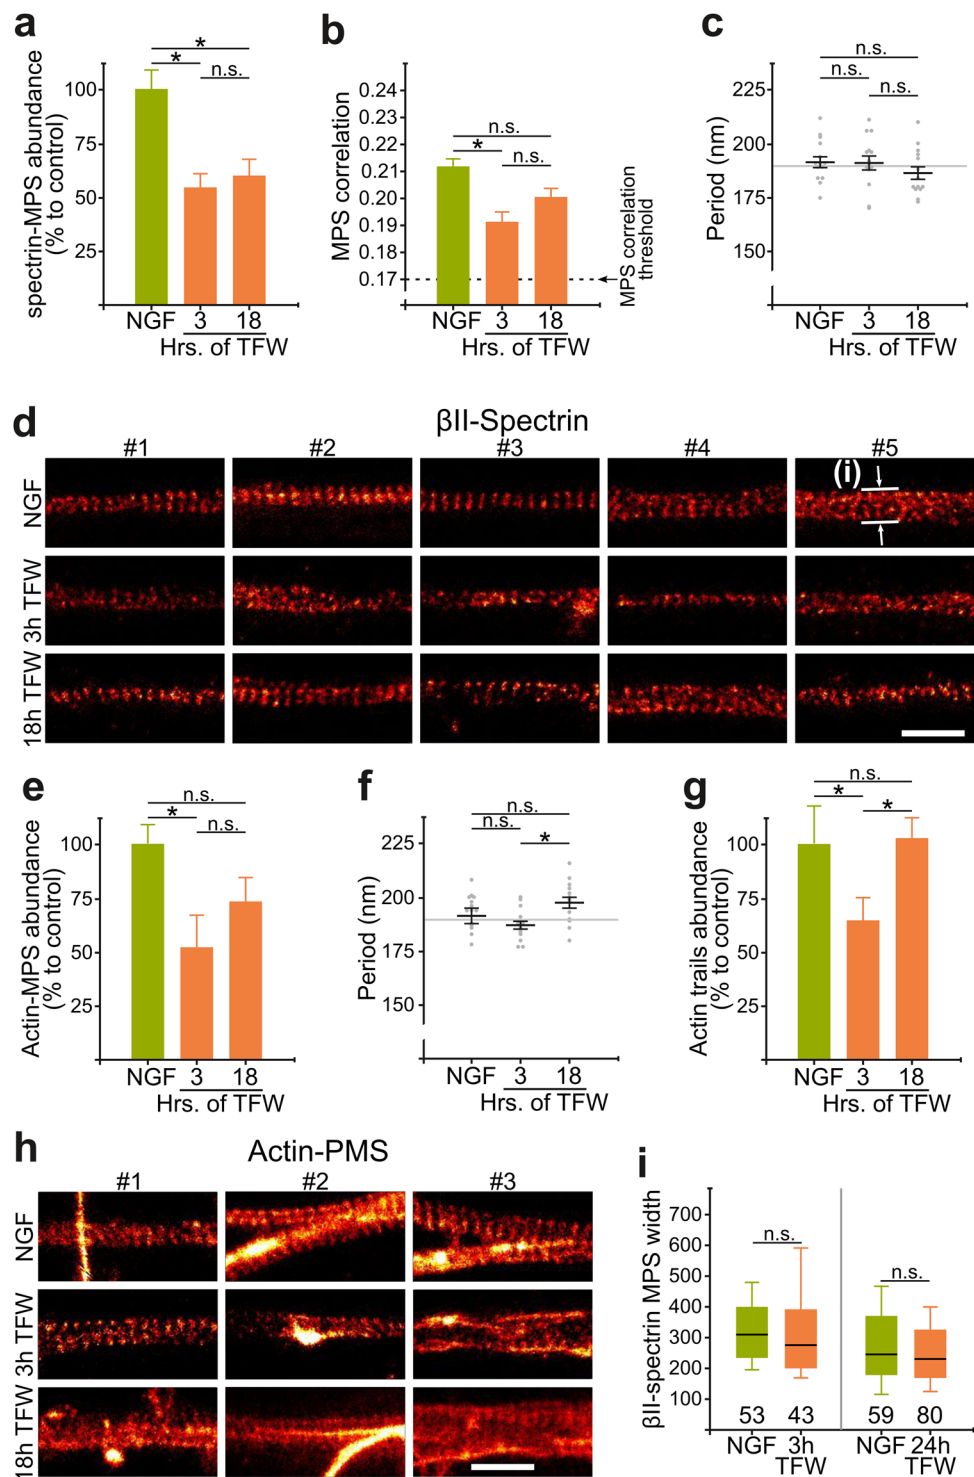 a
spectrin-MPS abundance
(% to control)
100
75
50
25
*
*
n.s.
NGF 3 18
Hrs. of TFW
b
MPS correlation
0.24
0.23
0.22
0.21
0.20
0.19
0.18
0.17
n.s.
*
n.s.
MPS correlation
threshold
NGF 3 18
Hrs. of TFW
c
Period (nm)
225
200
175
150
n.s.
n.s.
n.s.
NGF 3 18
Hrs. of TFW
d
βII-Spectrin
#1 #2 #3 #4 #5
NGF
(i)
3h TFW
18h TFW
e
Actin-MPS abundance
(% to control)
100
75
50
25
n.s.
*
n.s.
NGF 3 18
Hrs. of TFW
f
Period (nm)
225
200
175
150
n.s.
n.s.
*
NGF 3 18
Hrs. of TFW
g
Actin trails abundance
(% to control)
100
75
50
25
n.s.
*
*
NGF 3 18
Hrs. of TFW
h
Actin-PMS
#1 #2 #3
NGF
3h TFW
18h TFW
i
βII-spectrin MPS width
700
600
500
400
300
200
100
n.s.
n.s.
53 43 59 80
NGF 3h NGF 24h
TFW TFW